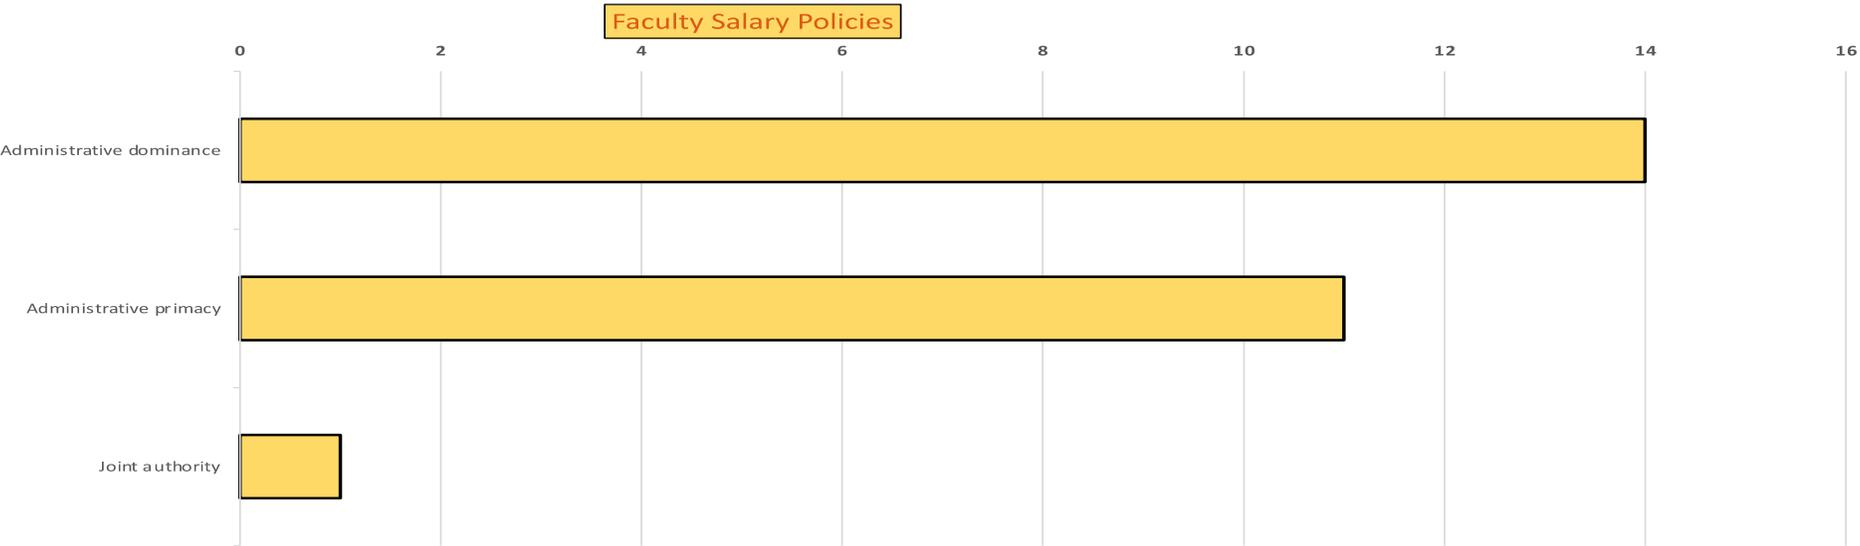 Faculty Salary Policies
0 2 4 6 8 10 12 14 16
Administrative dominance
Administrative primacy
Joint authority